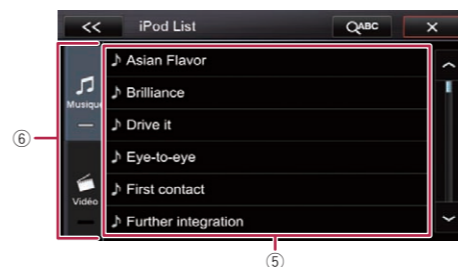 << iPod List QABC ×
♪ Asian Flavor
♪ Brilliance
Musique
♪ Drive it
⑥
♪ Eye-to-eye
♪ First contact
Vidéo
♪ Further integration
⑤